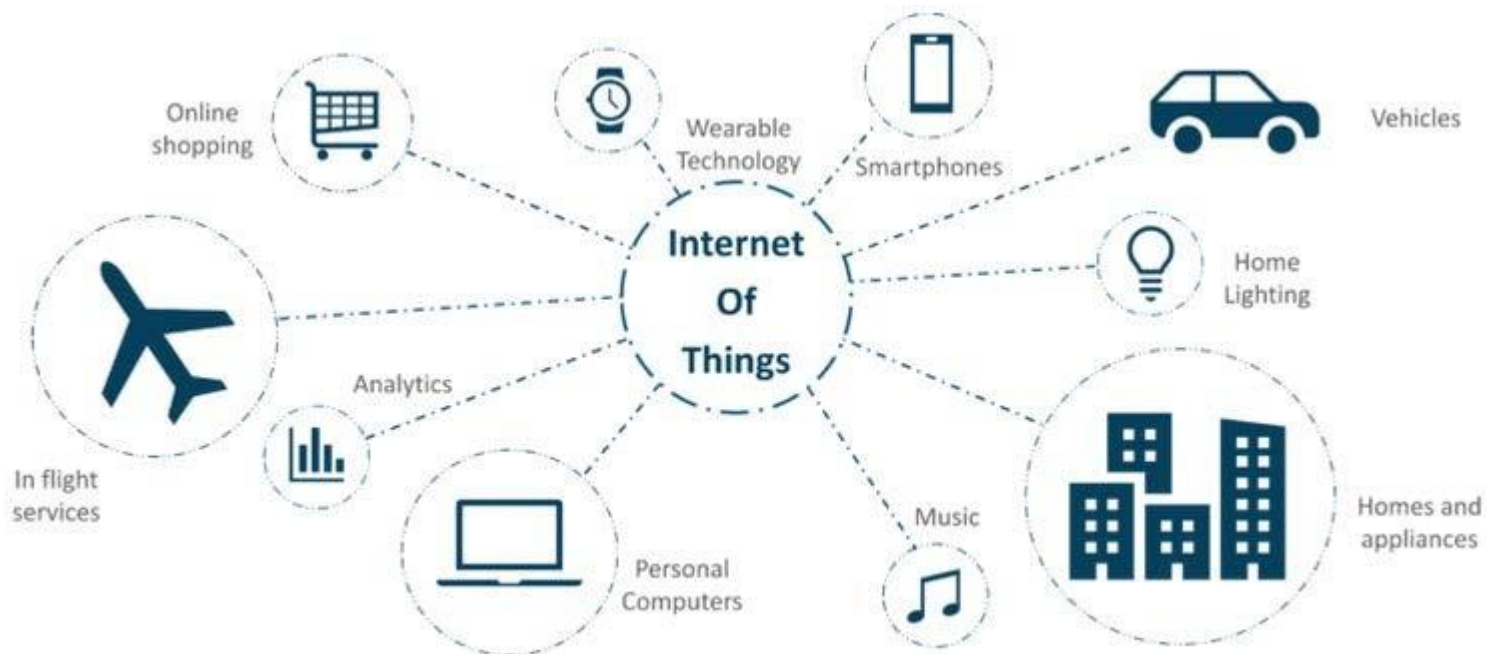 Online
shopping
Wearable
Technology
Smartphones
Vehicles
Internet
Of
Things
Home
Lighting
Analytics
In flight
services
Personal
Computers
Music
Homes and
appliances